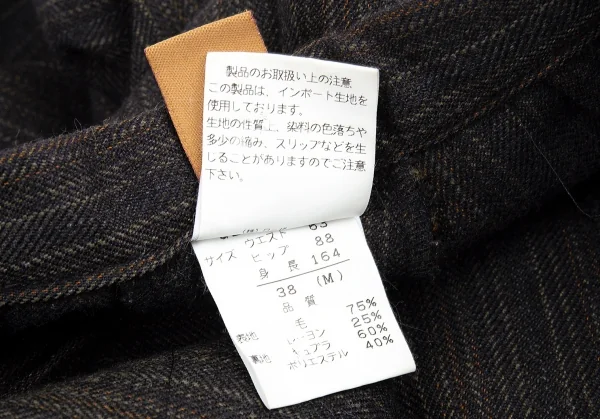 製品のお取扱い上の注意
この製品は、インポート生地を
使用しております。
生地の性質上、染料の色落ちや
多少の痛み、スリップなどを生
じることがありますのでご注意
下さい。
ウエスト 63
サイズ ヒップ 88
身長 164
38 (M)
品質
表地 毛 75%
レーヨン 25%
裏地 キュプラ 60%
ポリエステル 40%